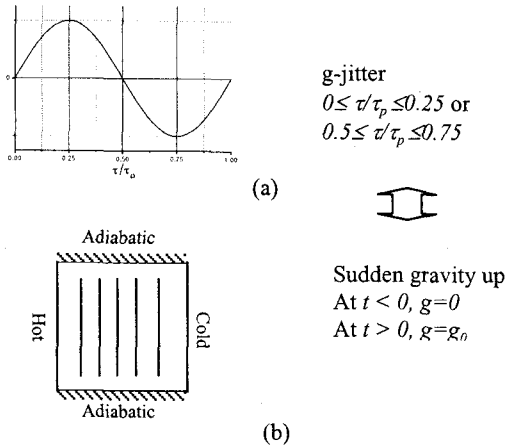 0
0.00 0.25 0.50 0.75 1.00
τ/τₚ
g-jitter
0≤ τ/τₚ ≤0.25 or
0.5≤ τ/τₚ ≤0.75
(a)
Adiabatic
Hot
Cold
Adiabatic
Sudden gravity up
At t < 0, g=0
At t > 0, g=g₀
(b)